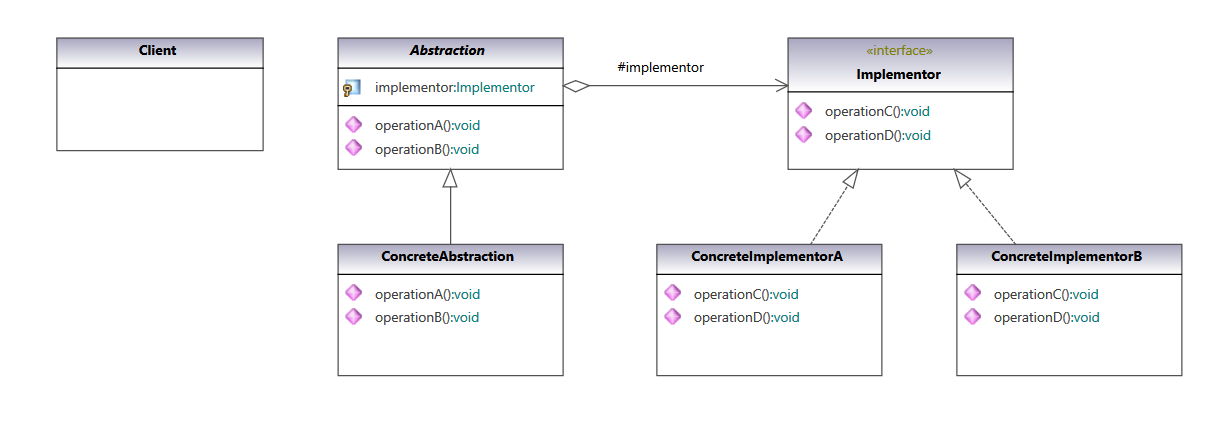 Client
Abstraction
implementor:Implementor
operationA():void
operationB():void
#implementor
«interface»
Implementor
operationC():void
operationD():void
ConcreteAbstraction
operationA():void
operationB():void
ConcreteImplementorA
operationC():void
operationD():void
ConcreteImplementorB
operationC():void
operationD():void